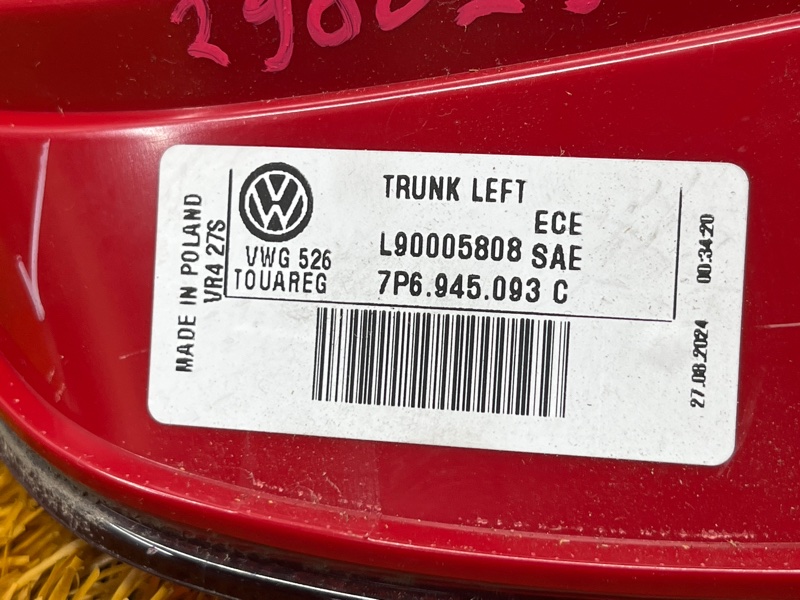 MADE IN POLAND
VR4 27S
VW
VWG 526
TOUAREG
TRUNK LEFT
ECE
L90005808 SAE
7P6.945.093 C
27.08.2024 00:34:20